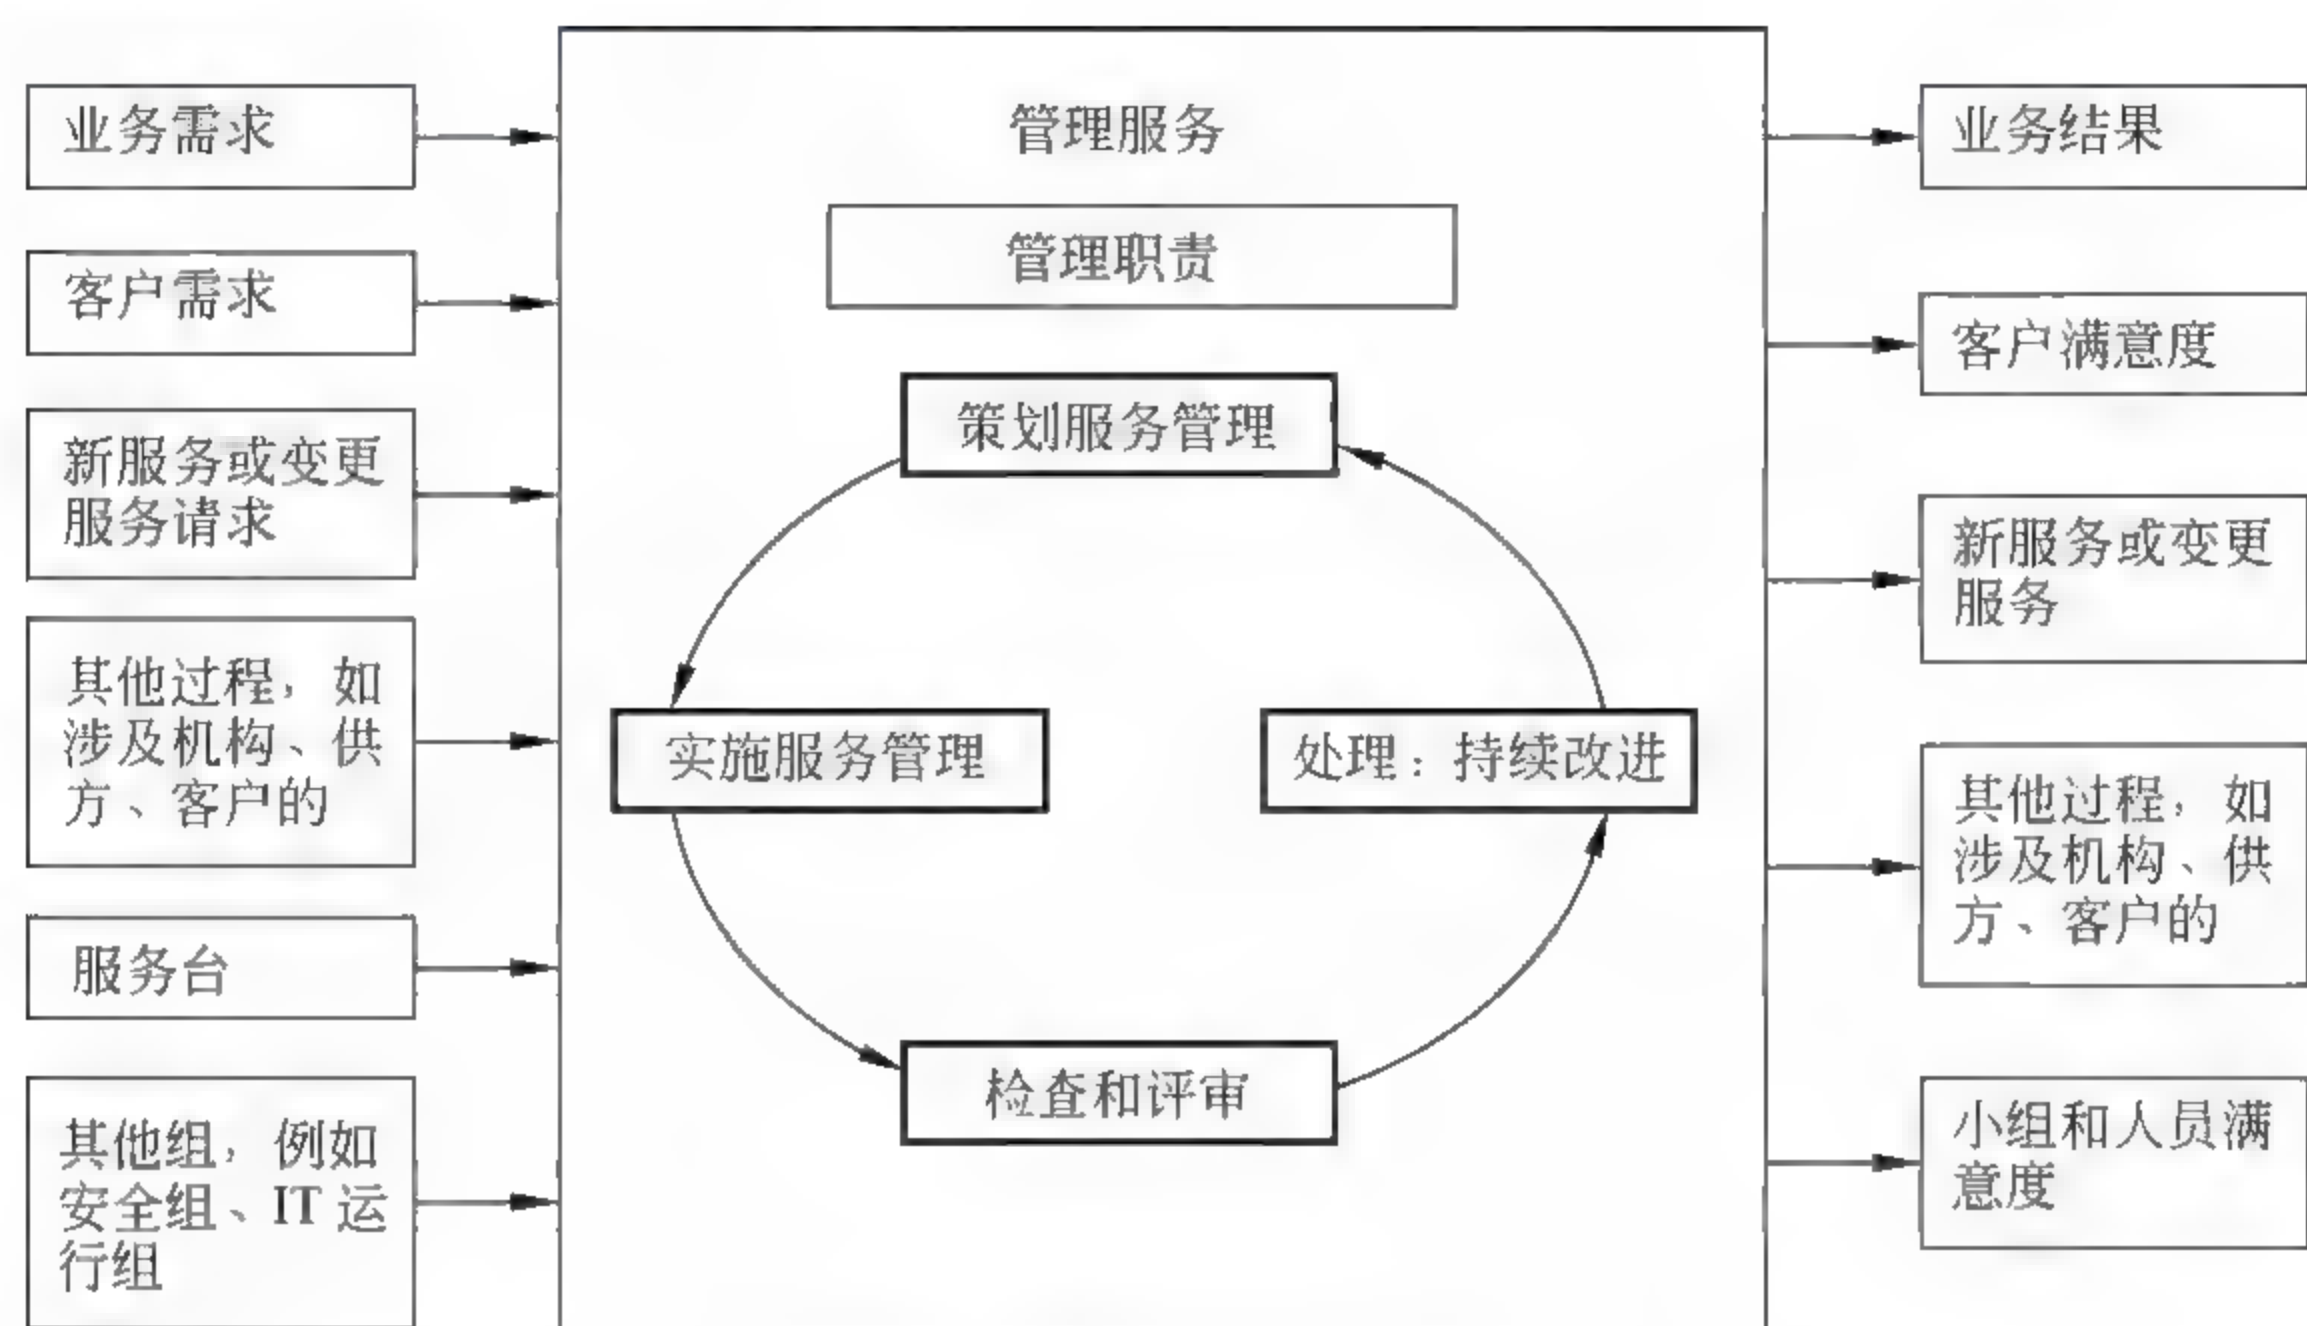 业务需求
客户需求
新服务或变更
服务请求
其他过程，如
涉及机构、供
方、客户的
服务台
其他组，例如
安全组、IT 运
行组
管理服务
管理职责
策划服务管理
实施服务管理
处理：持续改进
检查和评审
业务结果
客户满意度
新服务或变更
服务
其他过程，如
涉及机构、供
方、客户的
小组和人员满
意度